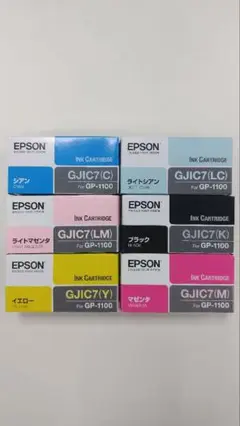 EPSON
INK CARTRIDGE
シアン
GJIC7(C)
For GP-1100
EPSON
INK CARTRIDGE
ライトシアン
GJIC7(LC)
For GP-1100
EPSON
INK CARTRIDGE
ライトマゼンタ
GJIC7(LM)
For GP-1100
EPSON
INK CARTRIDGE
ブラック
GJIC7(K)
For GP-1100
EPSON
INK CARTRIDGE
イエロー
GJIC7(Y)
For GP-1100
EPSON
INK CARTRIDGE
マゼンタ
GJIC7(M)
For GP-1100